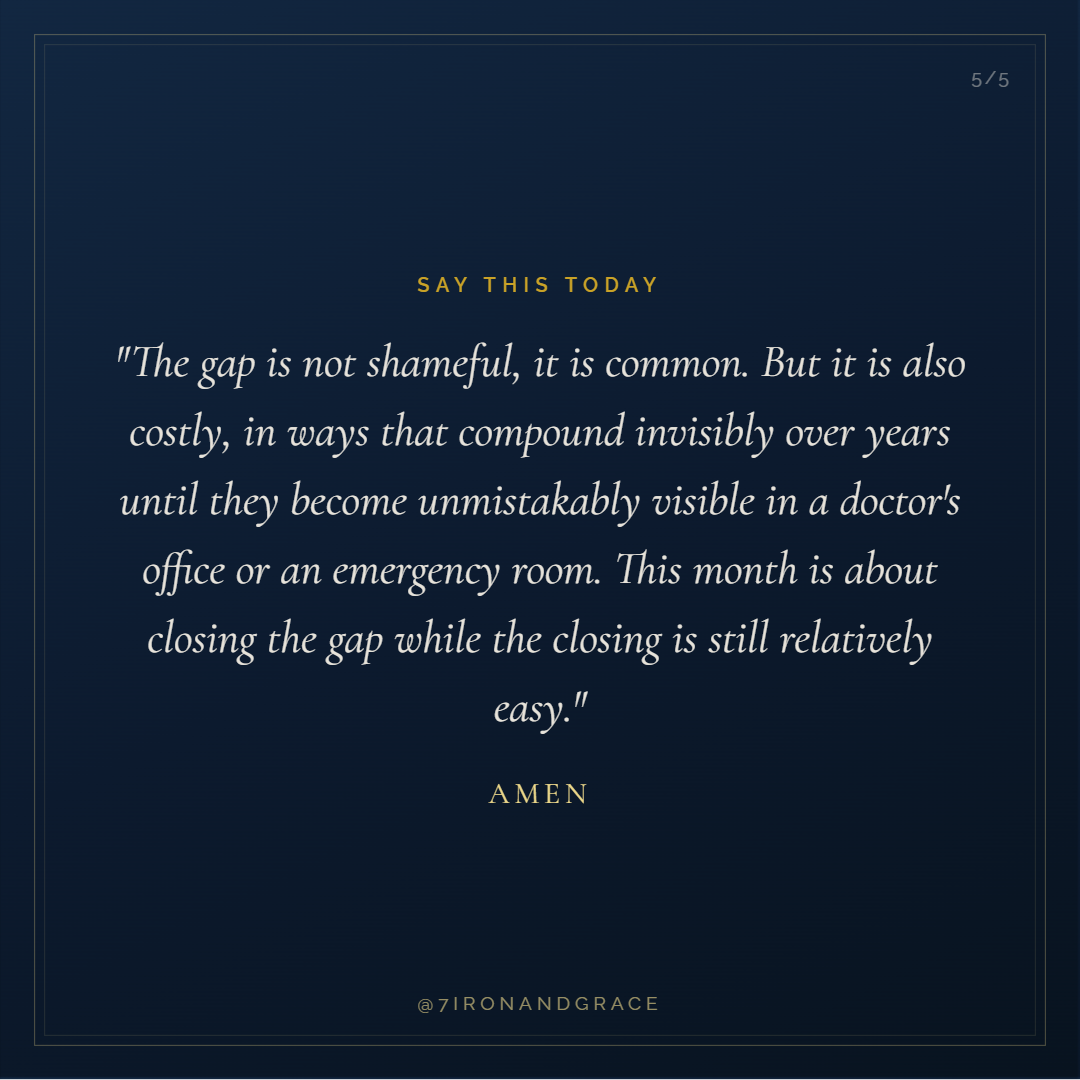 5/5
SAY THIS TODAY
"The gap is not shameful, it is common. But it is also
costly, in ways that compound invisibly over years
until they become unmistakably visible in a doctor's
office or an emergency room. This month is about
closing the gap while the closing is still relatively
easy."
AMEN
@7IRONANDGRACE